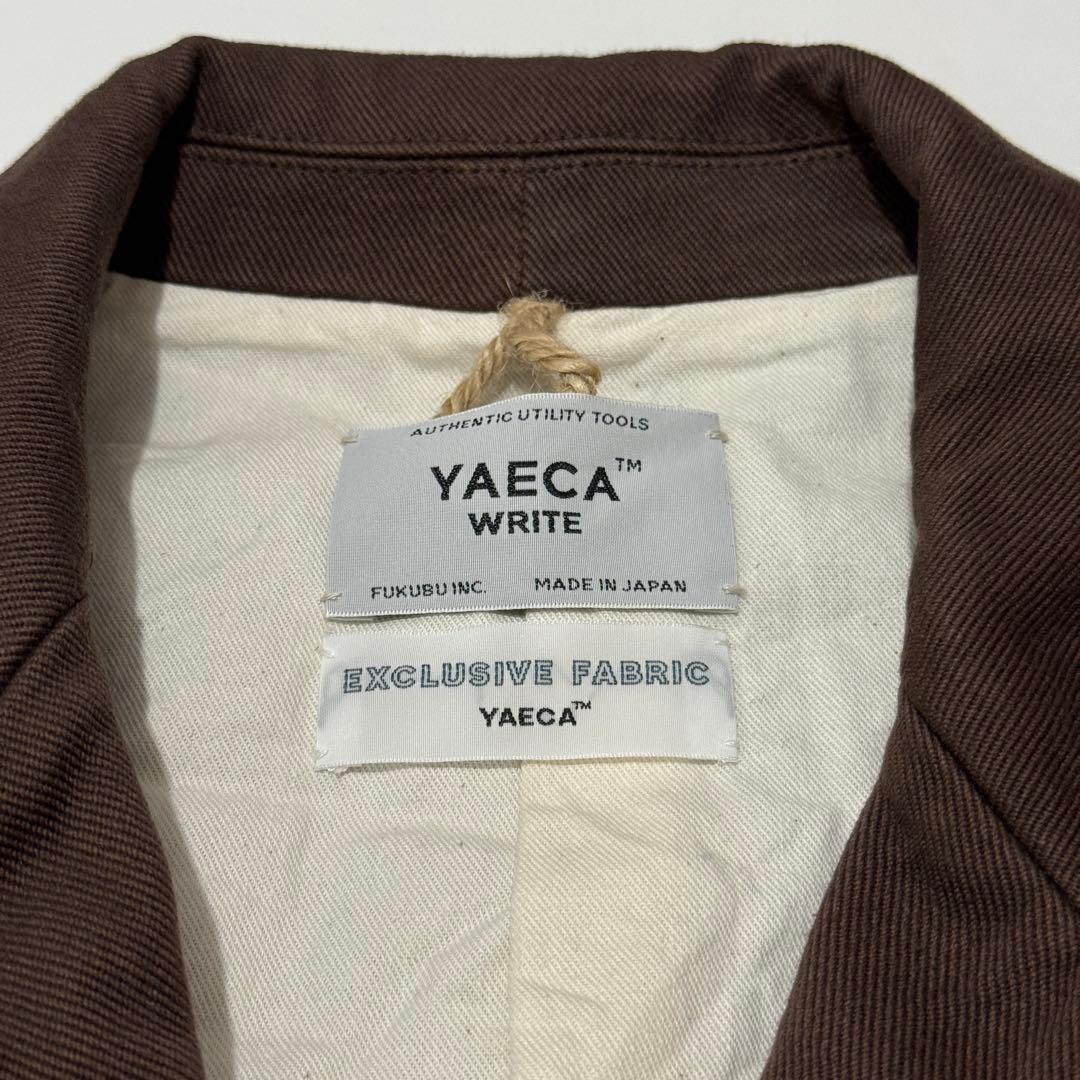 AUTHENTIC UTILITY TOOLS
YAECA™
WRITE
FUKUBU INC. MADE IN JAPAN
EXCLUSIVE FABRIC
YAECA™